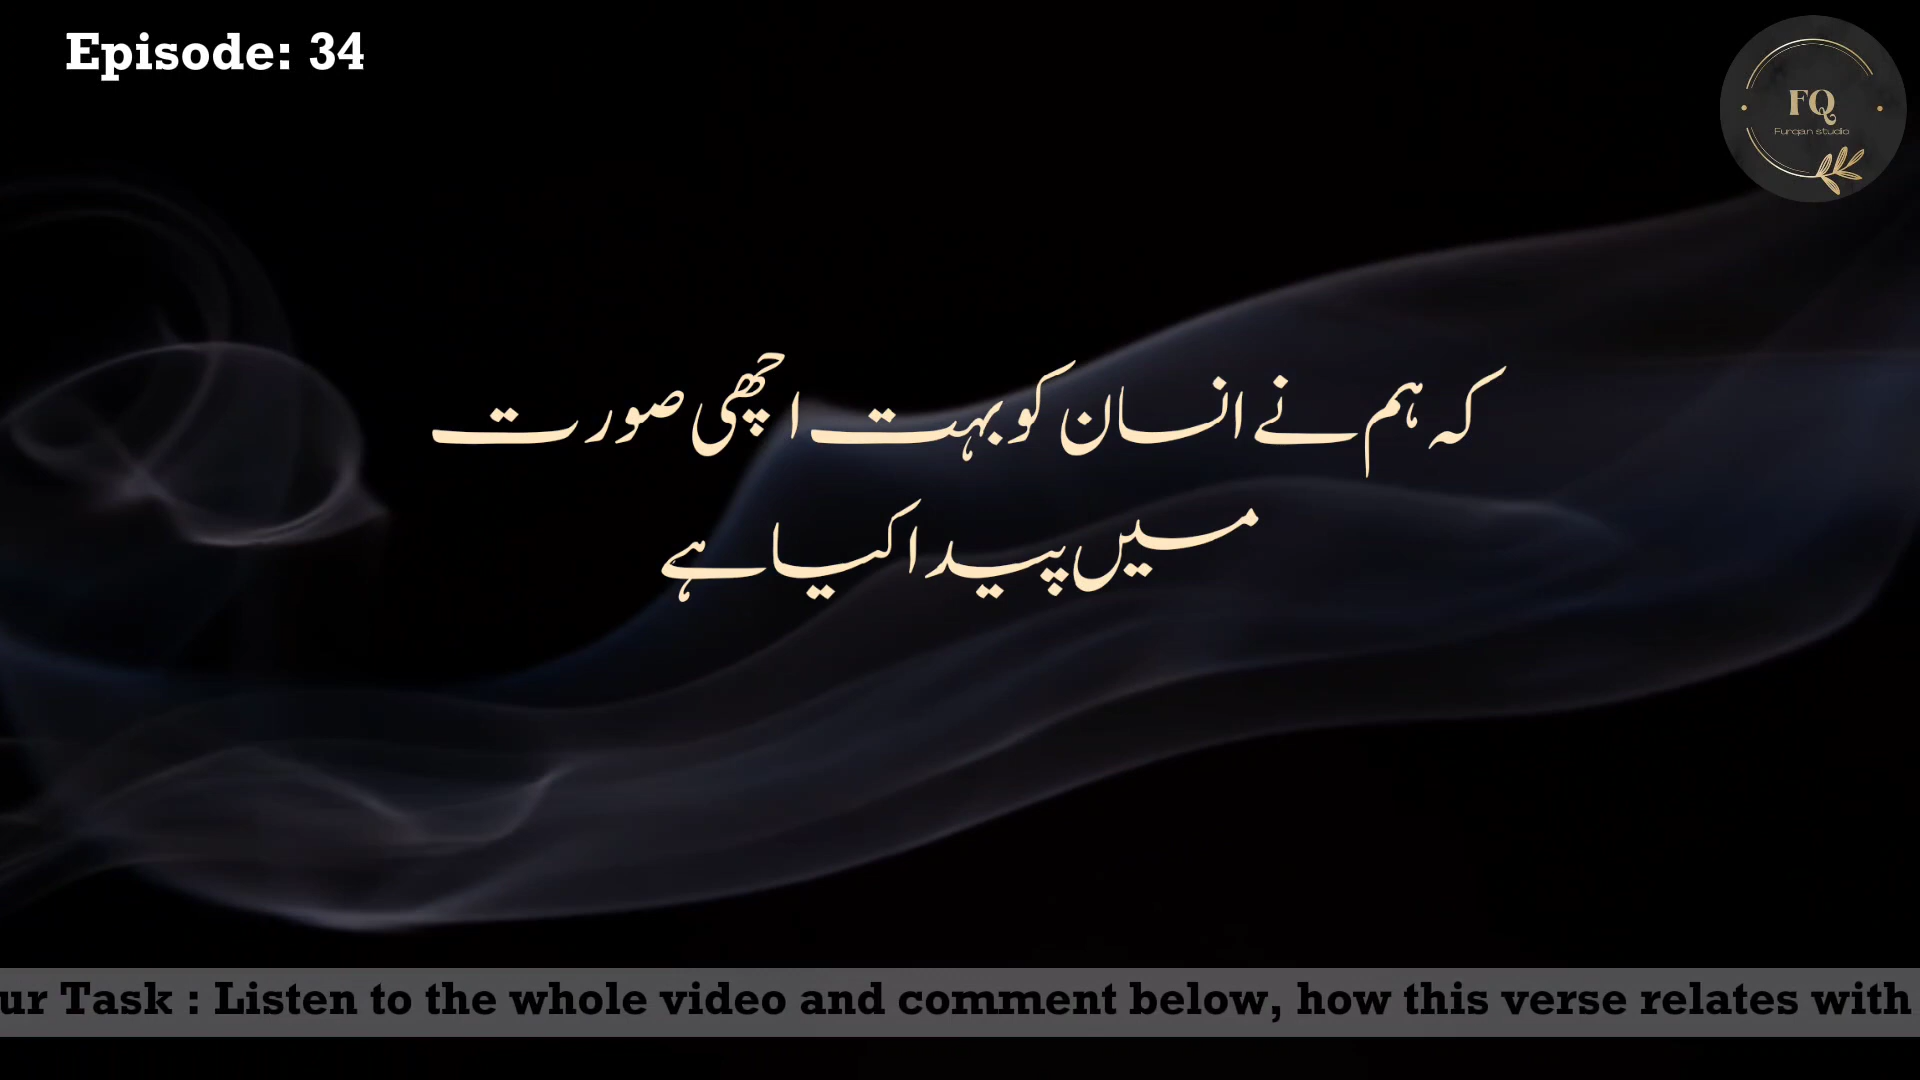 Episode: 34
FQ
Furqan studio
کہ ہم نے انسان کو بہت اچھی صورت
میں پیدا کیا ہے
ur Task : Listen to the whole video and comment below, how this verse relates with